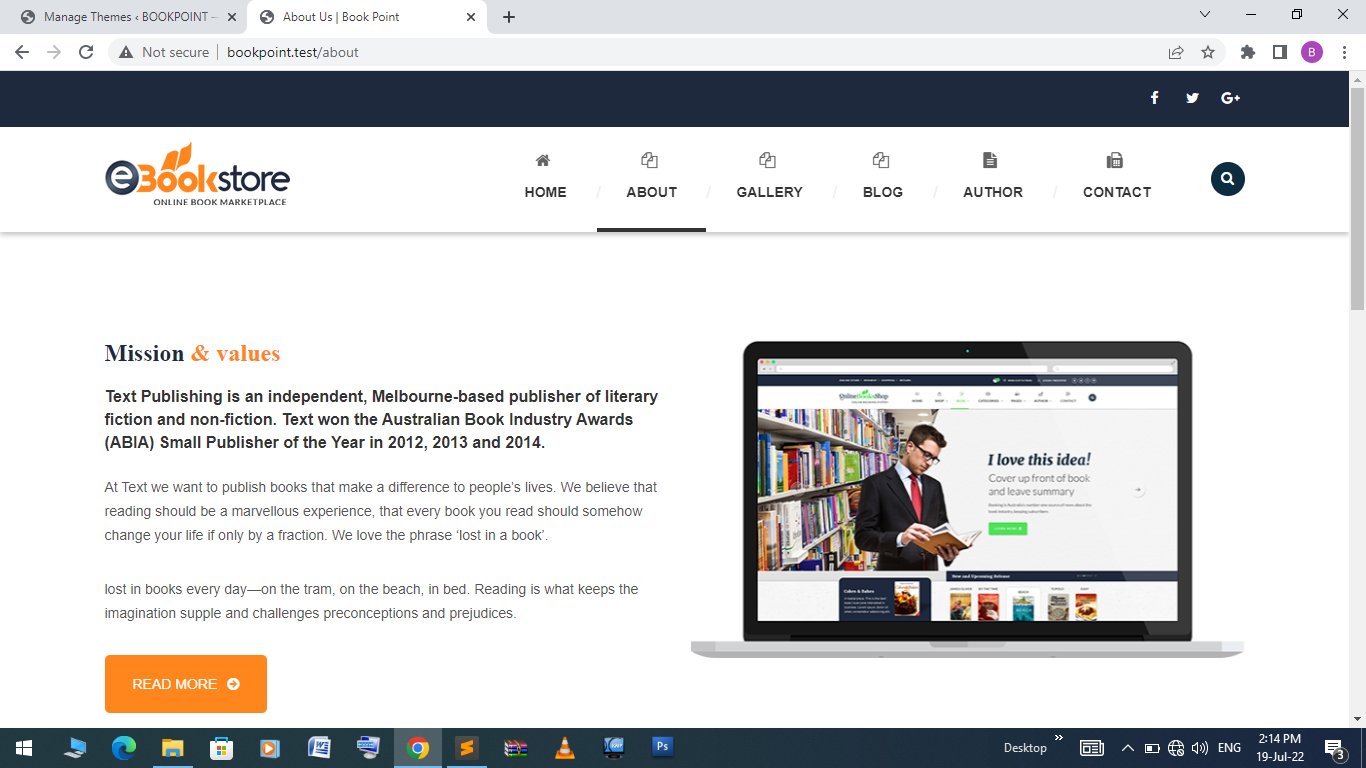 Manage Themes ‹ BOOKPOINT —
About Us | Book Point
Not secure
bookpoint.test/about
B
G+
eBookstore
ONLINE BOOK MARKETPLACE
HOME / ABOUT / GALLERY / BLOG / AUTHOR / CONTACT
Mission & values
Text Publishing is an independent, Melbourne-based publisher of literary
fiction and non-fiction. Text won the Australian Book Industry Awards
(ABIA) Small Publisher of the Year in 2012, 2013 and 2014.
At Text we want to publish books that make a difference to people’s lives. We believe that
reading should be a marvellous experience, that every book you read should somehow
change your life if only by a fraction. We love the phrase ‘lost in a book’.
lost in books every day—on the tram, on the beach, in bed. Reading is what keeps the
imagination supple and challenges preconceptions and prejudices.
READ MORE
I love this idea!
Cover up front of book
and leave summary
New and Upcoming Release
Cakes & Bakes
Desktop
ENG
2:14 PM
19-Jul-22
3
Ps